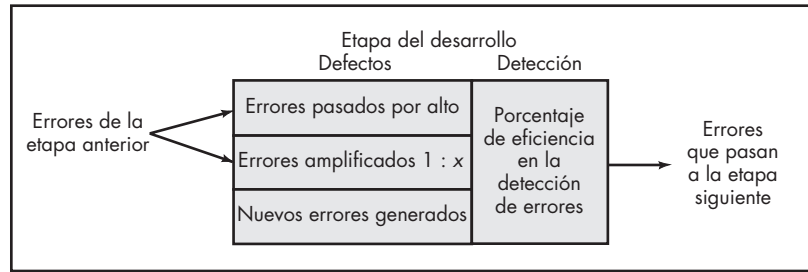 Etapa del desarrollo
Defectos
Detección
Errores de la
etapa anterior
Errores pasados por alto
Errores amplificados 1 : x
Nuevos errores generados
Porcentaje
de eficiencia
en la
detección
de errores
Errores
que pasan
a la etapa
siguiente